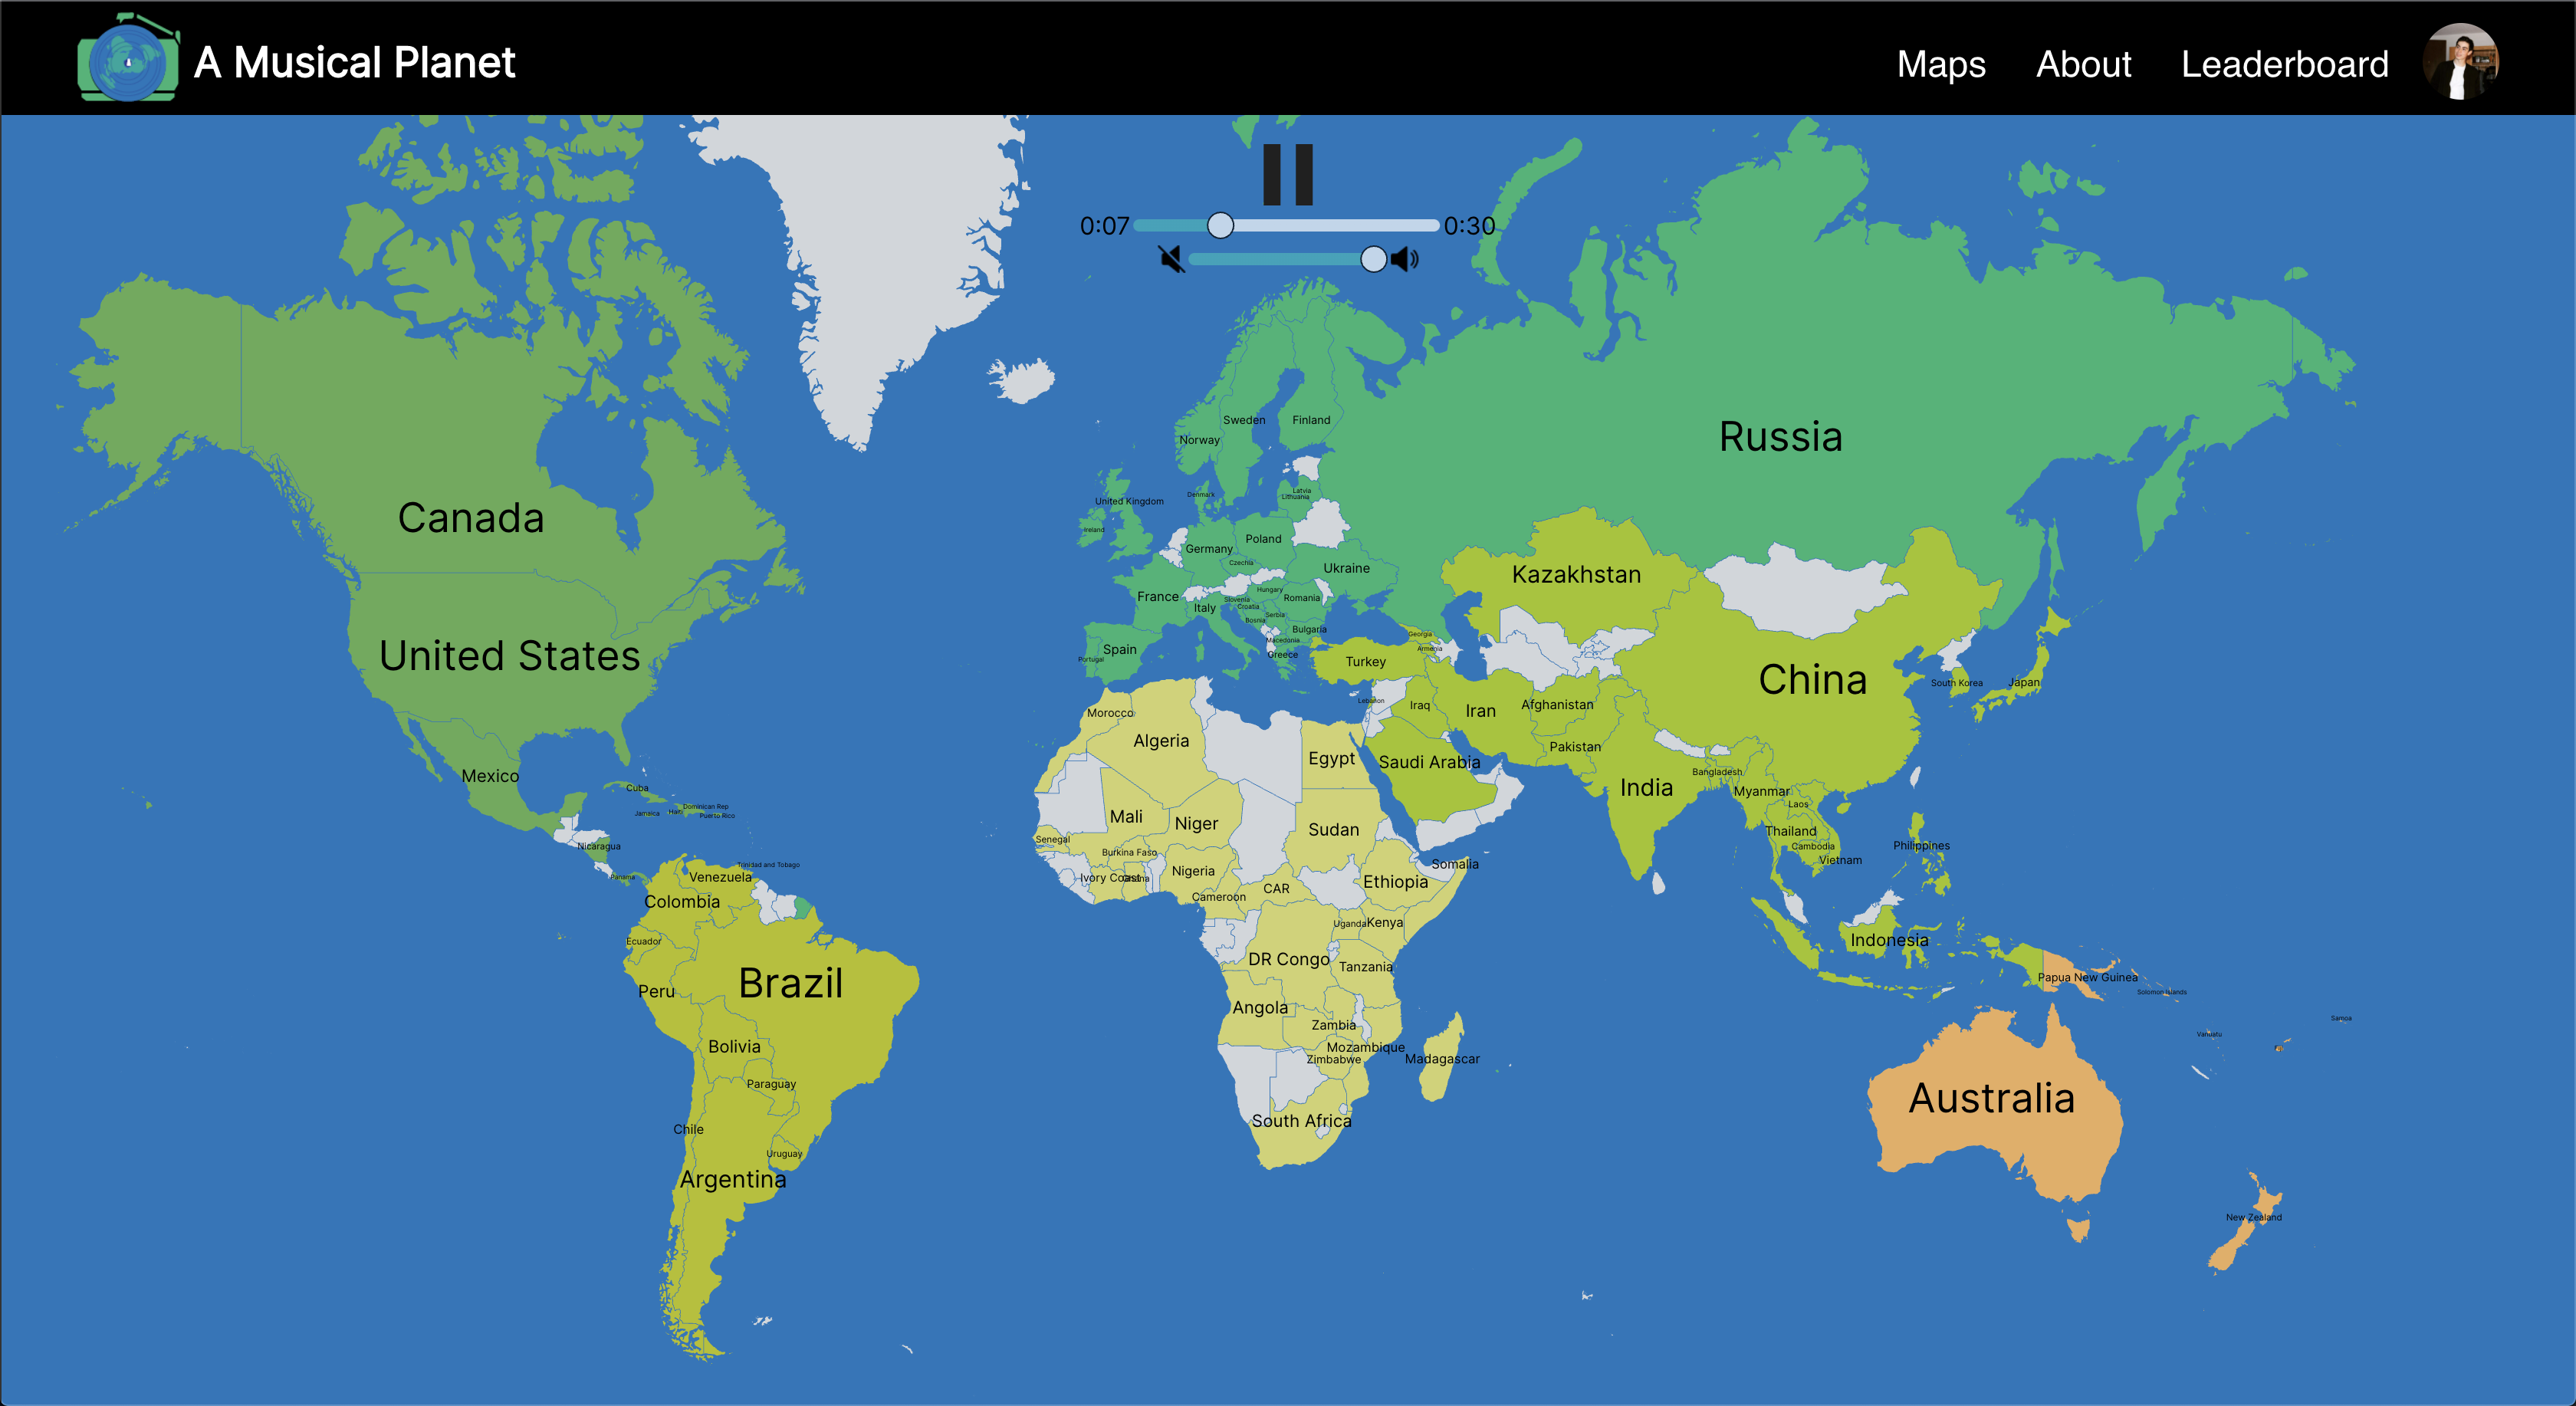 A Musical Planet
Maps
About
Leaderboard
0:07
0:30
Canada
United States
Mexico
Cuba
Jamaica
Haiti
Dominican Rep
Puerto Rico
Nicaragua
Panama
Trinidad and Tobago
Venezuela
Colombia
Ecuador
Brazil
Peru
Bolivia
Paraguay
Chile
Uruguay
Argentina
Sweden
Finland
Norway
Russia
United Kingdom
Denmark
Latvia
Lithuania
Ireland
Poland
Germany
Czechia
Ukraine
France
Hungary
Slovenia
Romania
Italy
Croatia
Serbia
Bosnia
Bulgaria
Macedonia
Spain
Portugal
Greece
Georgia
Armenia
Turkey
Kazakhstan
China
South Korea
Japan
Lebanon
Iraq
Iran
Afghanistan
Pakistan
Saudi Arabia
India
Bangladesh
Myanmar
Laos
Thailand
Cambodia
Vietnam
Philippines
Indonesia
Morocco
Algeria
Egypt
Mali
Niger
Sudan
Senegal
Burkina Faso
Ivory Coast
Ghana
Nigeria
Cameroon
CAR
Ethiopia
Somalia
Uganda
Kenya
DR Congo
Tanzania
Angola
Zambia
Mozambique
Zimbabwe
Madagascar
South Africa
Papua New Guinea
Solomon Islands
Vanuatu
Samoa
Australia
New Zealand